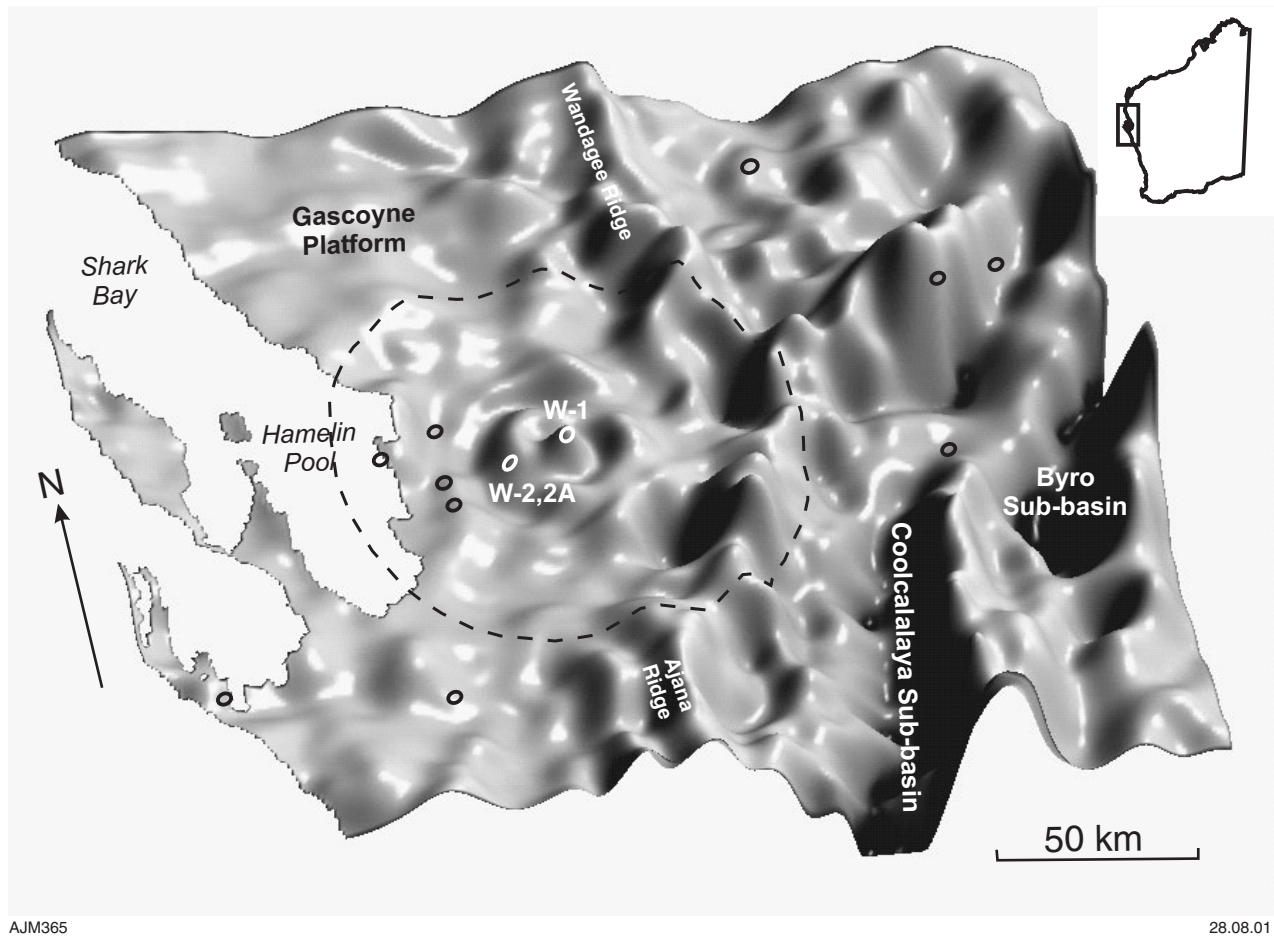 Wandagee Ridge
Gascoyne
Platform
Shark
Bay
W-1
Hamelin
Pool
W-2,2A
N
Byro
Sub-basin
Coolcalalaya Sub-basin
Ajana
Ridge
50 km
AJM365
28.08.01